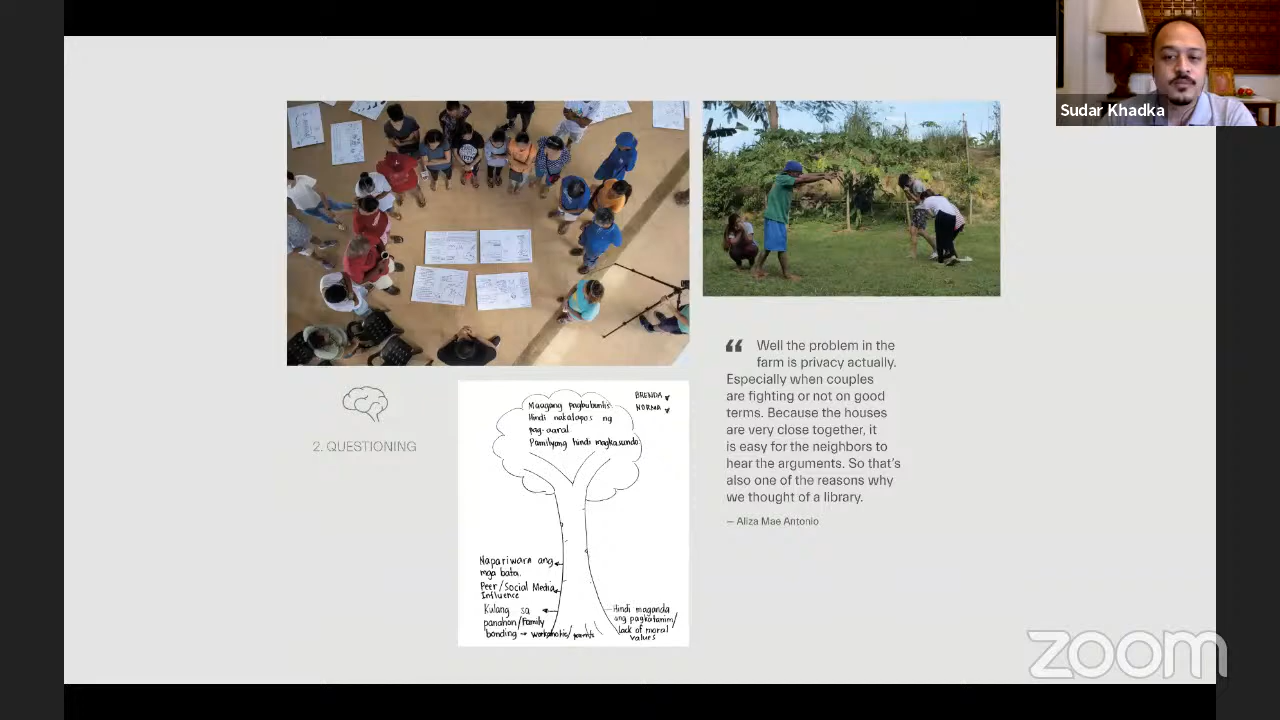 Sudar Khadka
2. QUESTIONING
Maagang pagbubuntis
Hindi nakatapos ng
pag-aaral
Pamilyang hindi magkasundo
BRENDA
NORMA
Napariwara ang
mga bata.
Peer/Social Media
Influence
Kulang sa
panahon/Family
bonding → workaholic/parents
Hindi maganda
ang pagkatanim/
lack of moral
values
“ Well the problem in the
farm is privacy actually.
Especially when couples
are fighting or not on good
terms. Because the houses
are very close together, it
is easy for the neighbors to
hear the arguments. So that’s
also one of the reasons why
we thought of a library.
— Aliza Mae Antonio
zoom